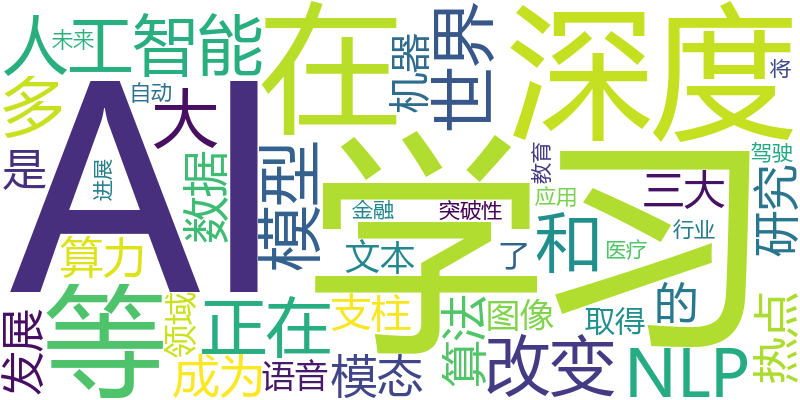 未来
人工智能
在
深度
世界
机器
将
多
自动
大
AI
学习
是
进展
数据
模型
教育
驾驶
三大
研究
金融
突破性
应用
和
行业
医疗
文本
了
算力
等
领域
正在
支柱
算法
图像
取得
的
热点
发展
成为
语音
模态
改变
NLP